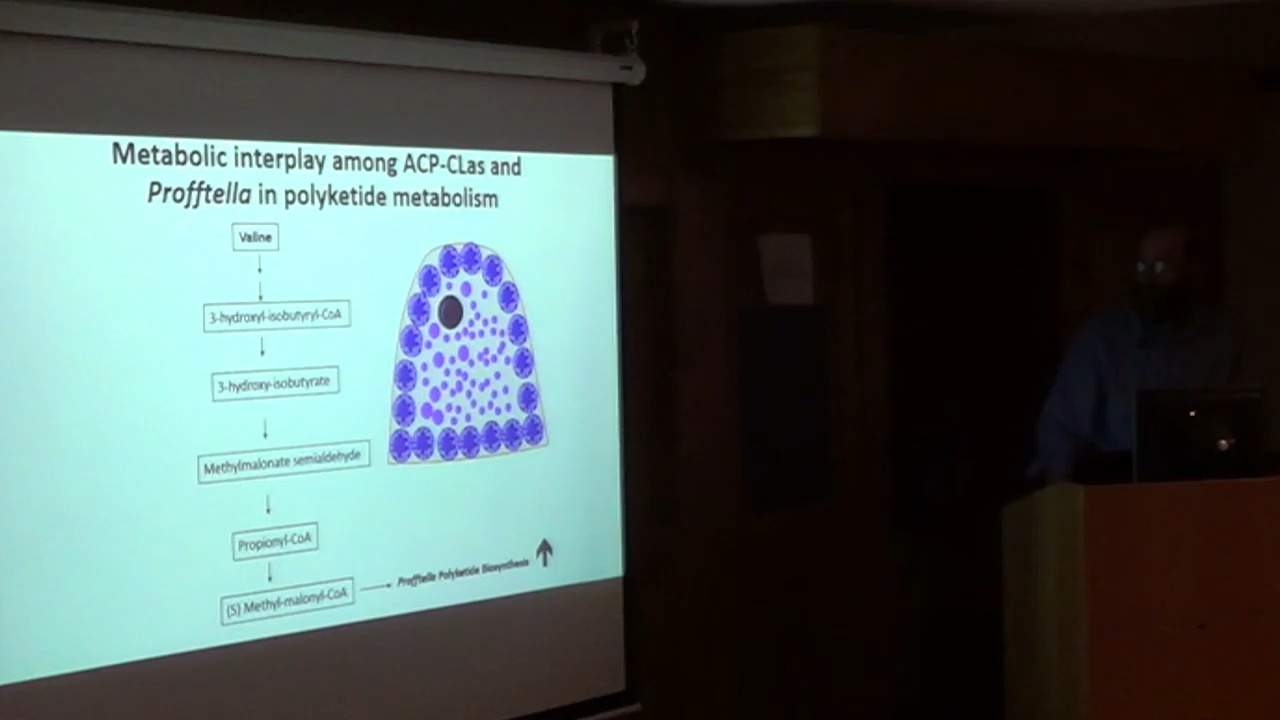 Metabolic interplay among ACP-CLas and
Profftella in polyketide metabolism
Valine
3-hydroxyl-isobutyryl-CoA
3-hydroxy-isobutyrate
Methylmalonate semialdehyde
Propionyl-CoA
(S) Methyl-malonyl-CoA
Profftella Polyketide Biosynthesis